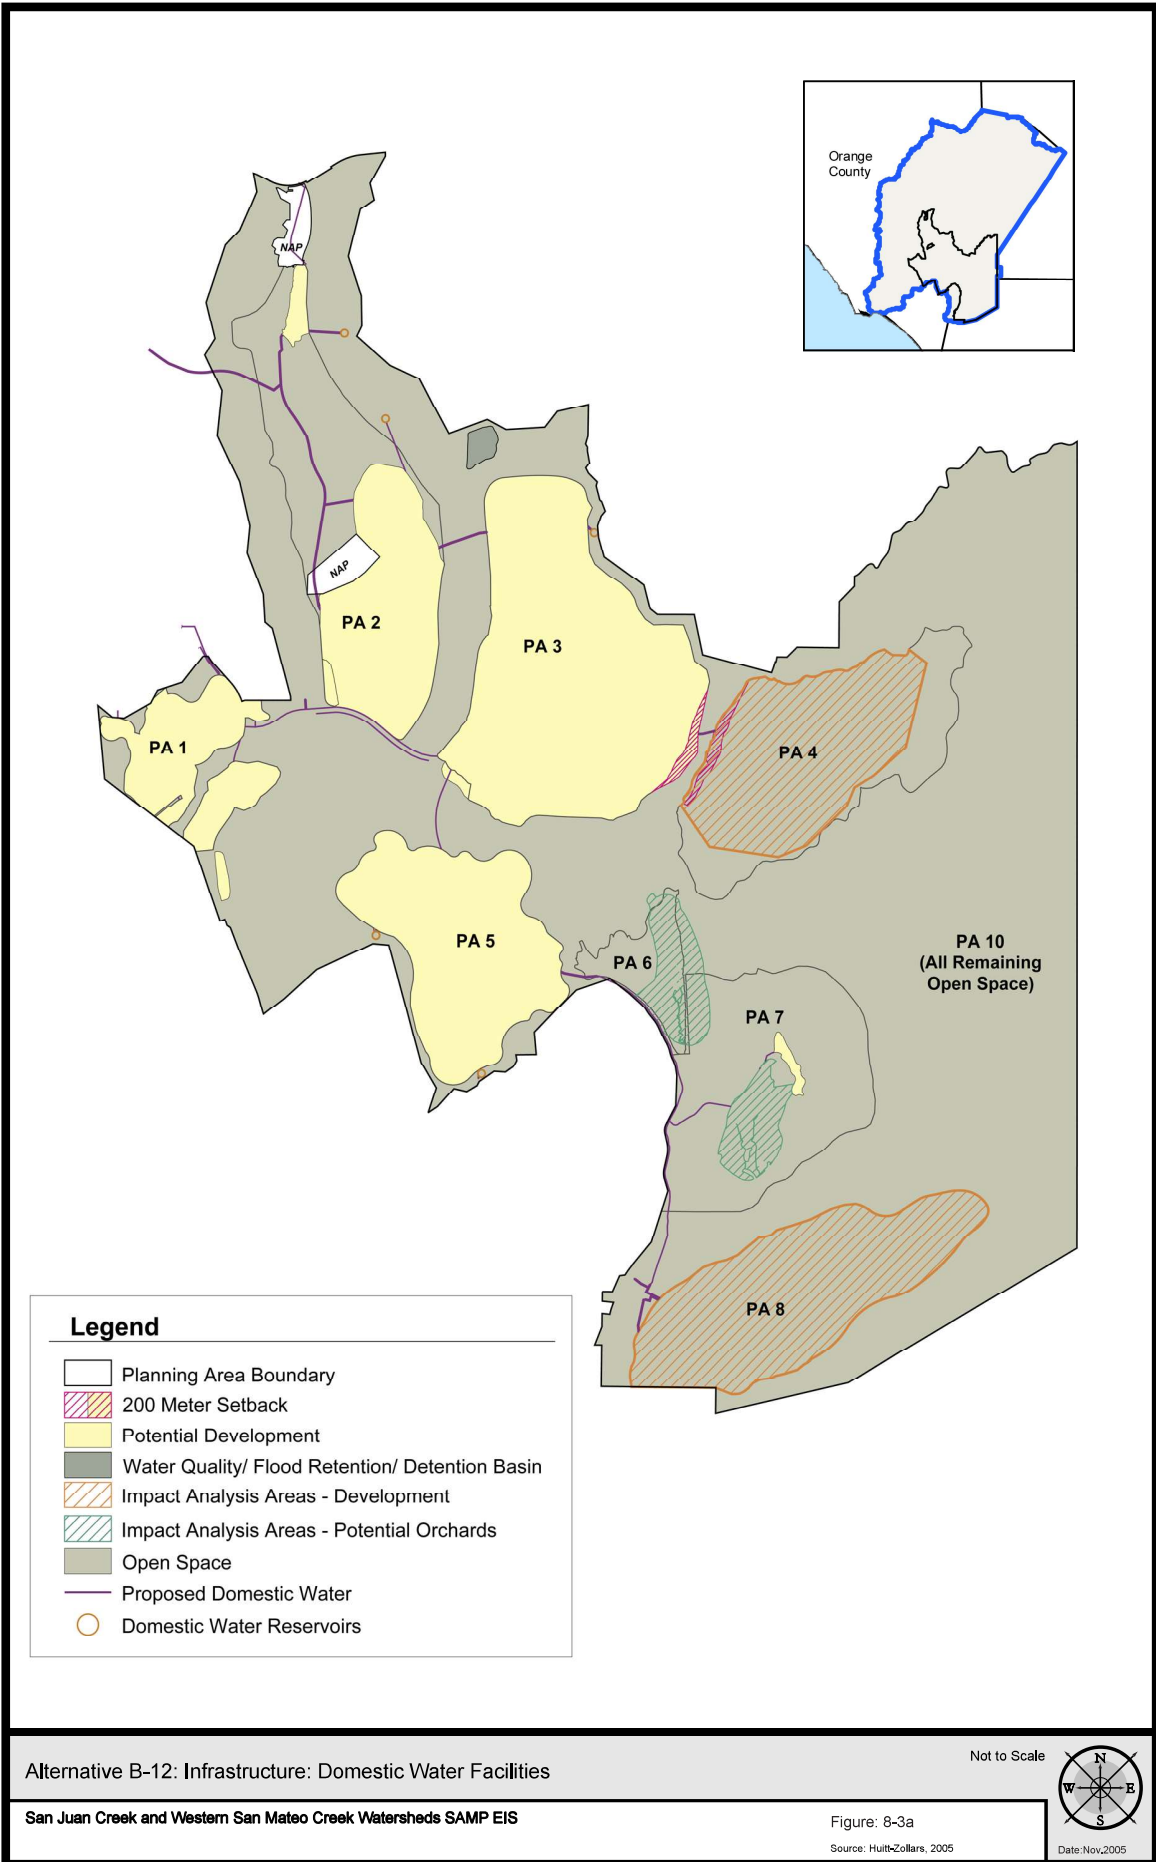 Orange
County
NAP
NAP
PA 2
PA 3
PA 1
PA 4
PA 5
PA 6
PA 10
(All Remaining
Open Space)
PA 7
PA 8
Legend
Planning Area Boundary
200 Meter Setback
Potential Development
Water Quality/ Flood Retention/ Detention Basin
Impact Analysis Areas - Development
Impact Analysis Areas - Potential Orchards
Open Space
Proposed Domestic Water
Domestic Water Reservoirs
Alternative B-12: Infrastructure: Domestic Water Facilities
Not to Scale
N
W
E
S
San Juan Creek and Western San Mateo Creek Watersheds SAMP EIS
Figure: 8-3a
Source: Huitt-Zollars, 2005
Date:Nov.2005